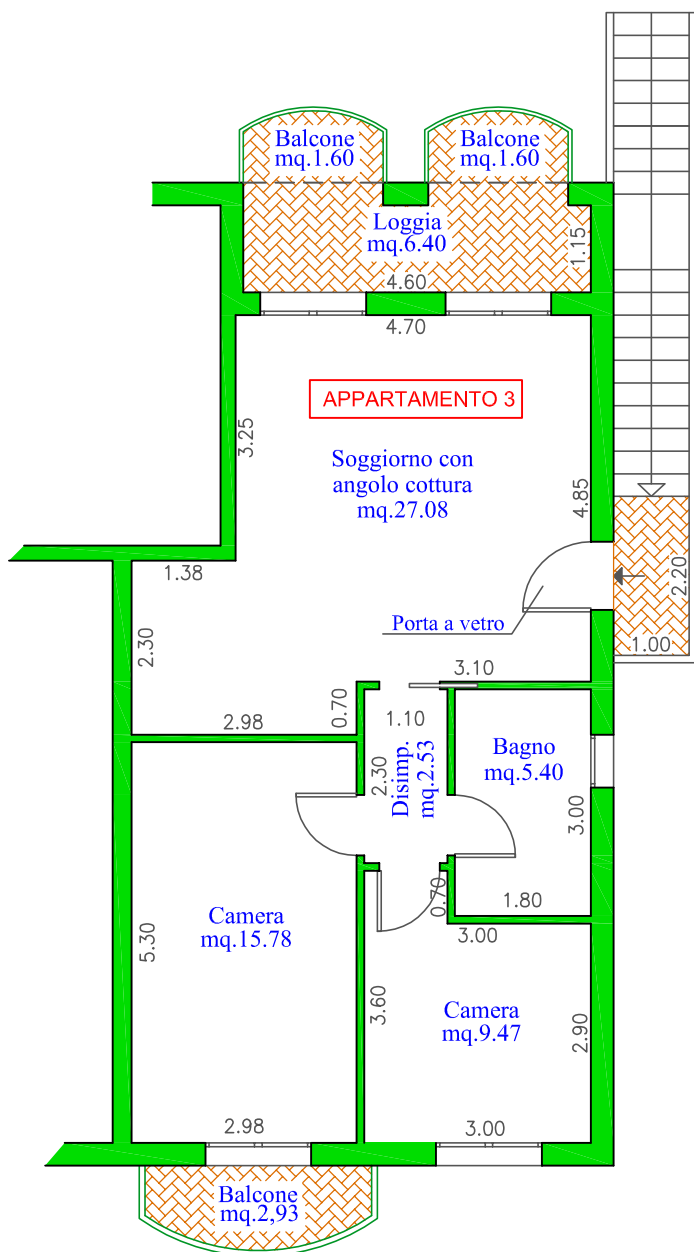 Balcone
mq.1.60
Balcone
mq.1.60
Loggia
mq.6.40
1.15
4.60
4.70
APPARTAMENTO 3
3.25
Soggiorno con
angolo cottura
mq.27.08
4.85
1.38
2.20
2.30
Porta a vetro
1.00
3.10
2.98
0.70
1.10
Disimp.
mq.2.53
2.30
Bagno
mq.5.40
3.00
1.80
0.70
3.00
Camera
mq.15.78
5.30
3.60
Camera
mq.9.47
2.90
2.98
3.00
Balcone
mq.2,93